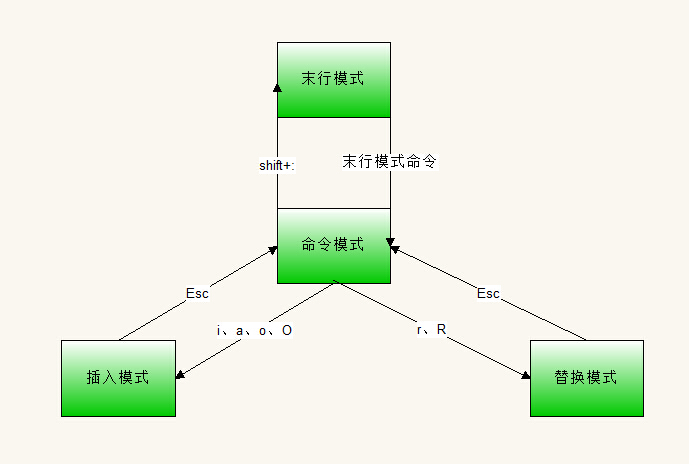 末行模式
shift+:
末行模式命令
命令模式
Esc
Esc
i、a、o、O
r、R
插入模式
替换模式